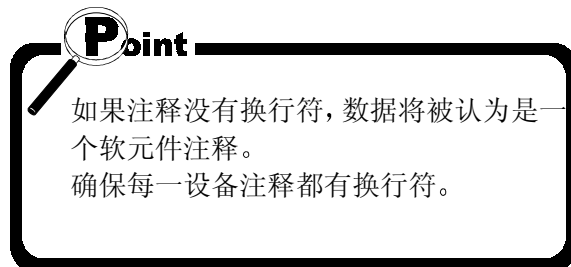 Point
如果注释没有换行符，数据将被认为是一
个软元件注释。
确保每一设备注释都有换行符。